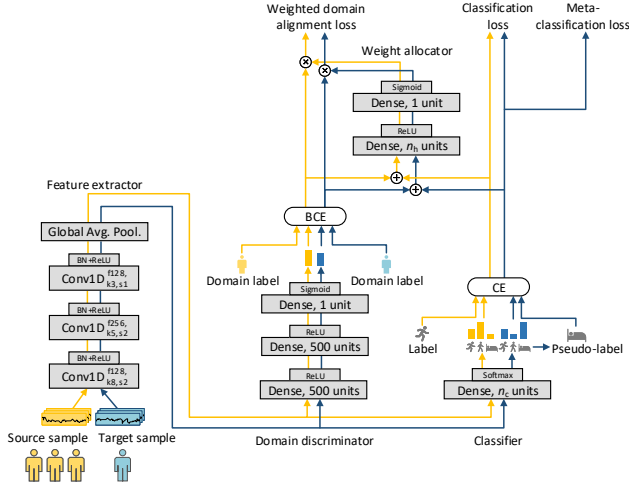 Weighted domain
alignment loss
Classification
loss
Meta-
classification loss
Weight allocator
Sigmoid
Dense, 1 unit
ReLU
Dense, nh units
Feature extractor
Global Avg. Pool.
BN+ReLU
Conv1D f128, k3, s1
BN+ReLU
Conv1D f256, k5, s2
BN+ReLU
Conv1D f128, k8, s2
Source sample
Target sample
BCE
Domain label
Domain label
Sigmoid
Dense, 1 unit
ReLU
Dense, 500 units
ReLU
Dense, 500 units
Domain discriminator
CE
Label
Pseudo-label
Softmax
Dense, nc units
Classifier